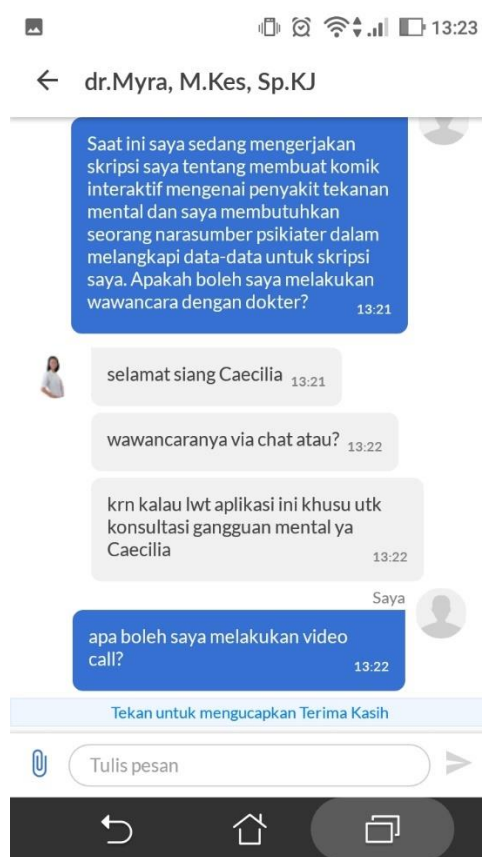 13:23
dr.Myra, M.Kes, Sp.KJ
Saat ini saya sedang mengerjakan
skripsi saya tentang membuat komik
interaktif mengenai penyakit tekanan
mental dan saya membutuhkan
seorang narasumber psikiater dalam
melangkapi data-data untuk skripsi
saya. Apakah boleh saya melakukan
wawancara dengan dokter? 13:21
selamat siang Caecilia 13:21
wawancaranya via chat atau? 13:22
krn kalau lwt aplikasi ini khusu utk
konsultasi gangguan mental ya
Caecilia 13:22
Saya
apa boleh saya melakukan video
call? 13:22
Tekan untuk mengucapkan Terima Kasih
Tulis pesan